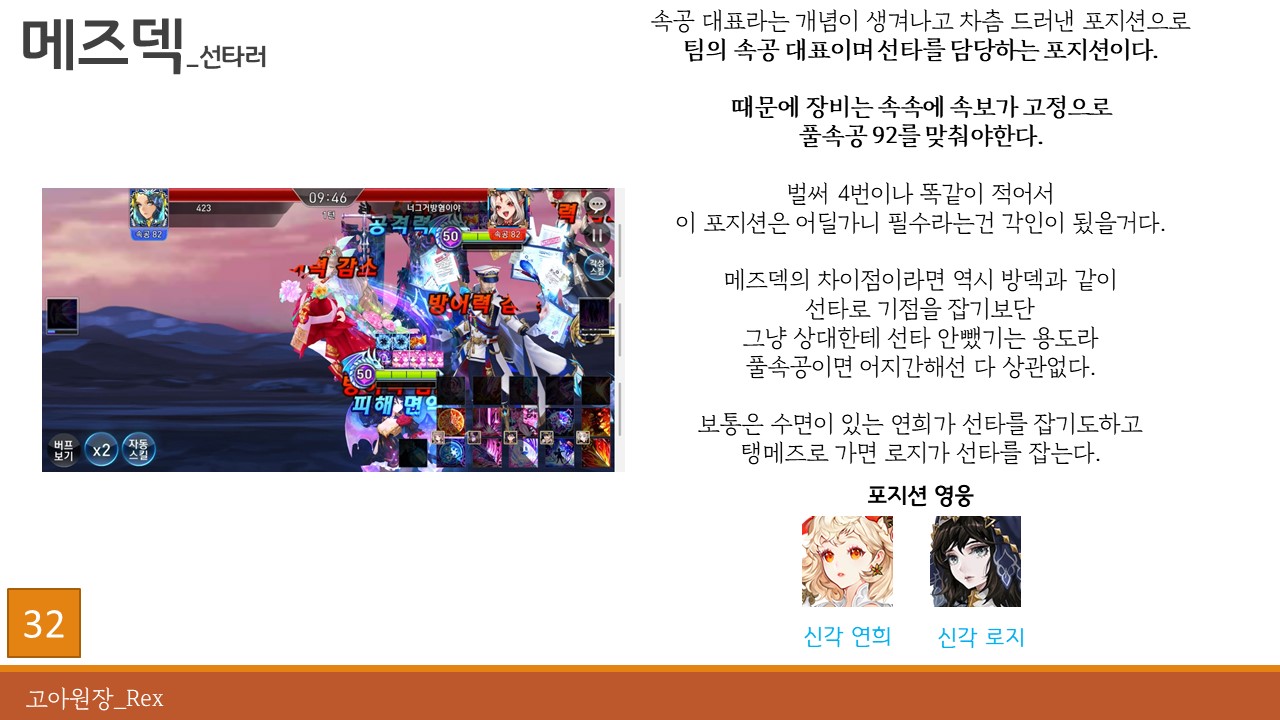 메즈덱_선타러
속공 대표라는 개념이 생겨나고 차츰 드러낸 포지션으로
팀의 속공 대표이며 선타를 담당하는 포지션이다.
때문에 장비는 속속에 속보가 고정으로
풀속공 92를 맞춰야한다.
벌써 4번이나 똑같이 적어서
이 포지션은 어딜가니 필수라는건 각인이 됬을거다.
메즈덱의 차이점이라면 역시 방덱과 같이
선타로 기점을 잡기보단
그냥 상대한테 선타 안뺐기는 용도라
풀속공이면 어지간해선 다 상관없다.
보통은 수면이 있는 연희가 선타를 잡기도하고
탱메즈로 가면 로지가 선타를 잡는다.
포지션 영웅
신각 연희
신각 로지
423
속공 82
09:46
1턴
너그거방혐이야
속공 82
50
공격력
력 감소
방어력 감
작성
스킬
50
피해 면역
버프
보기
x2
자동
스킬
32
고아원장_Rex